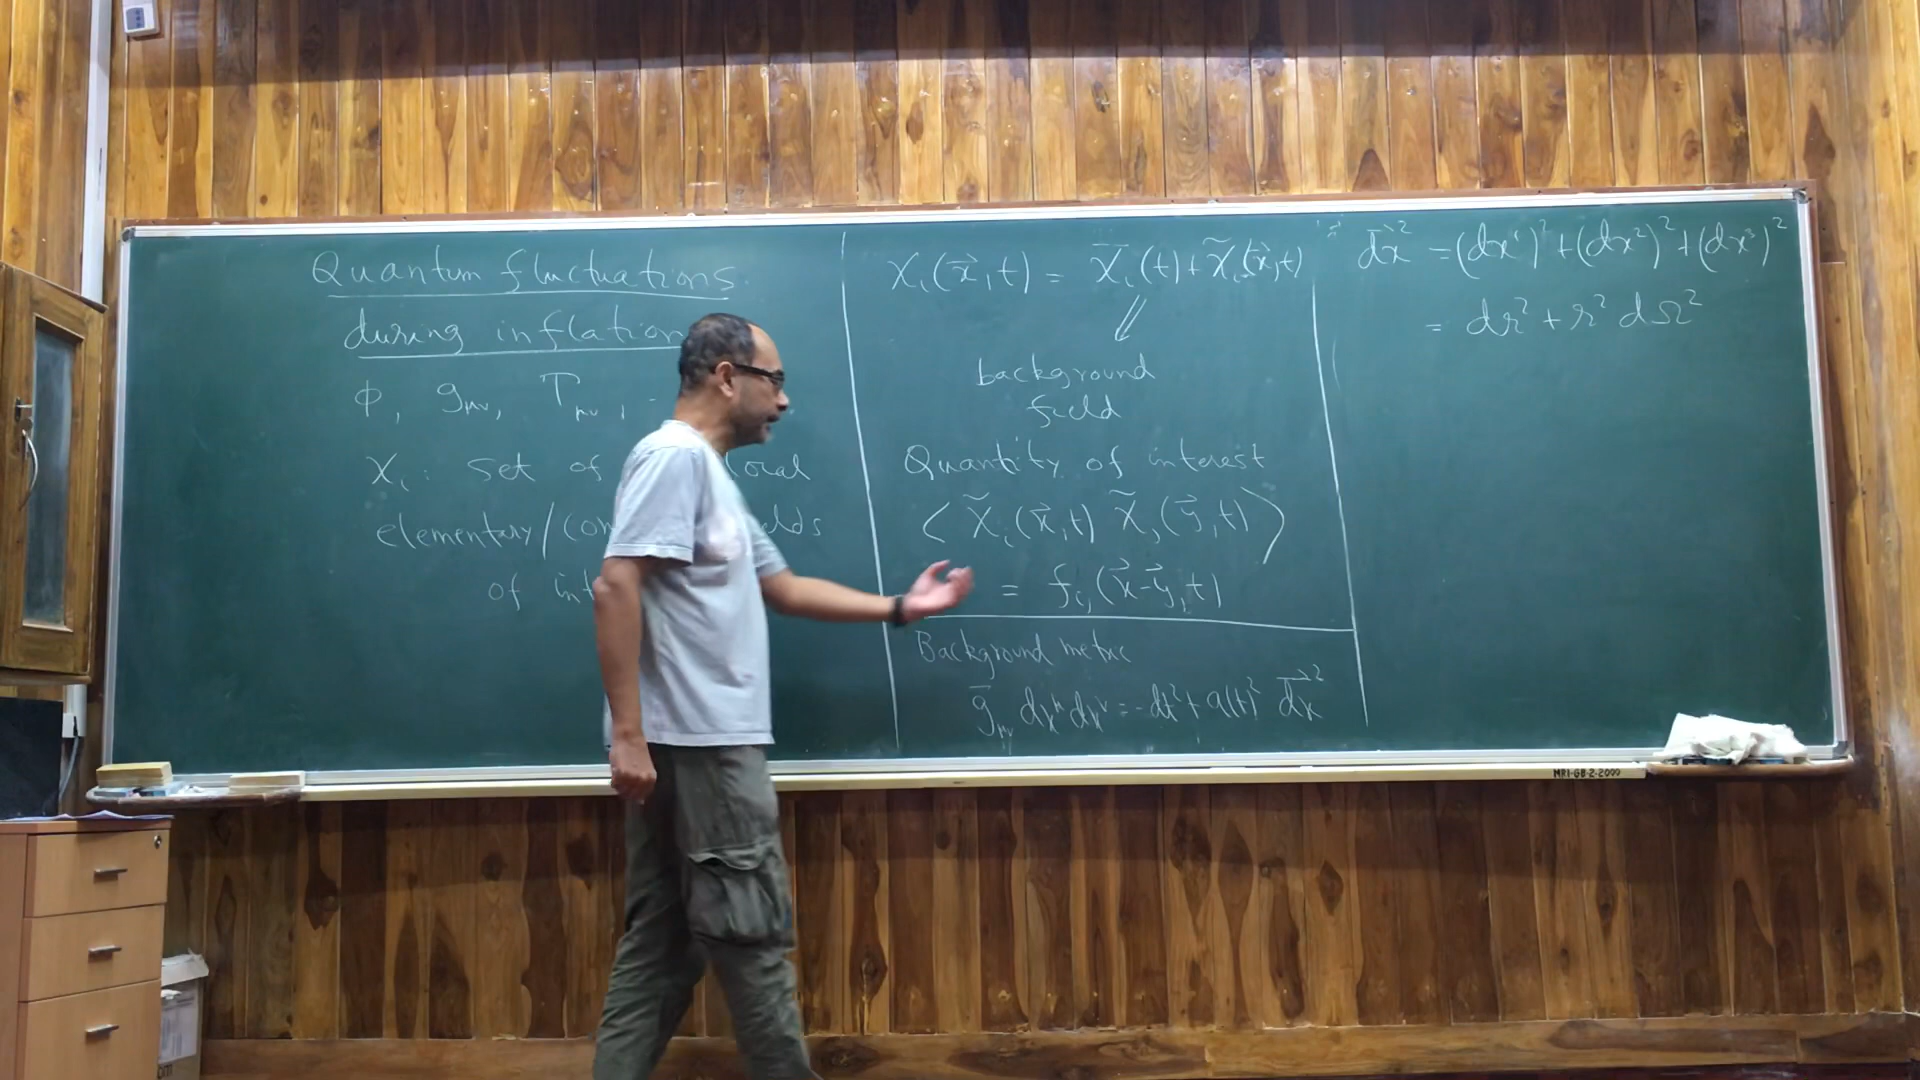 Quantum fluctuations
during inflation
φ, g_μν, T_μν,
χ_i : set of local
elementary/
of
χ_i(x⃗,t) = χ̄_i(t) + χ̃_i(x⃗,t)
background
field
Quantity of interest
⟨ χ̃_i(x⃗,t) χ̃_j(y⃗,t) ⟩
= f_ij(x⃗-y⃗,t)
Background metric
ḡ_μν dx^μ dx^ν = -dt² + a(t)² dx⃗²
dx⃗² = (dx¹)² + (dx²)² + (dx³)²
= dr² + r² dΩ²
MRI-GB-2-2000